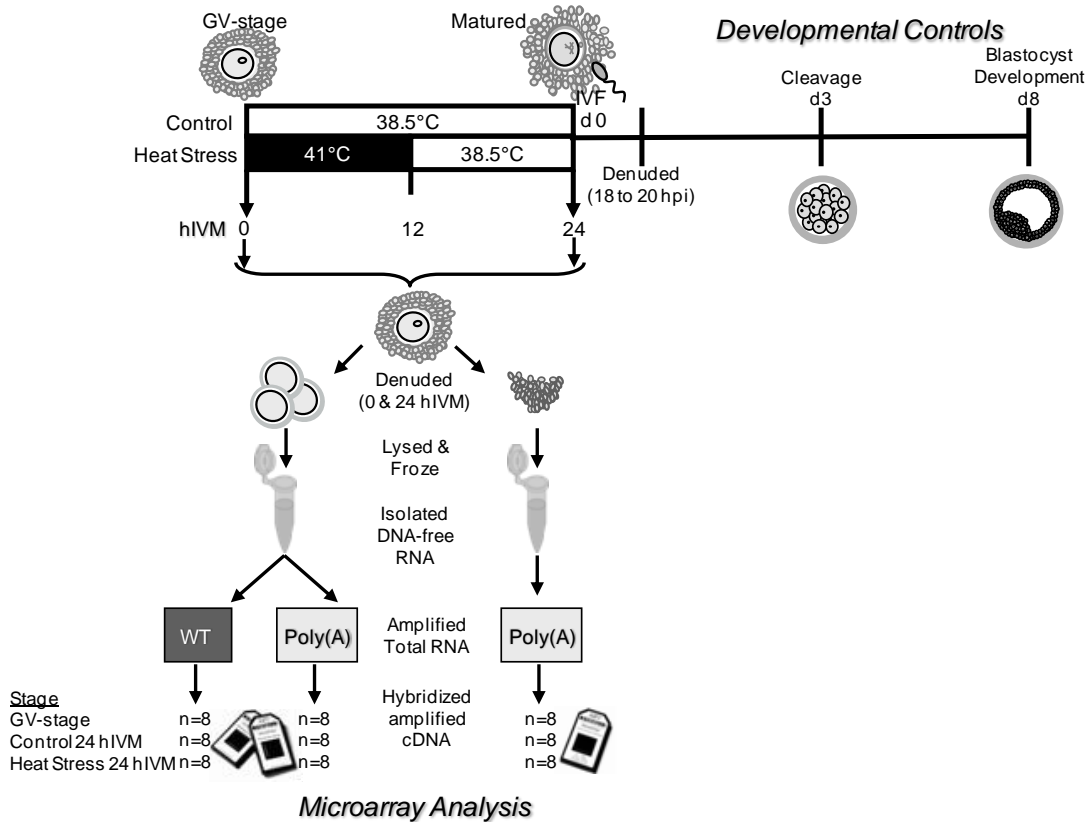 GV-stage
Matured
Developmental Controls
Cleavage
d3
Blastocyst
Development
d8
IVF
d 0
Control
38.5°C
Heat Stress
41°C
38.5°C
Denuded
(18 to 20 hpi)
hIVM 0 12 24
Denuded
(0 & 24 hIVM)
Lysed &
Froze
Isolated
DNA-free
RNA
WT
Poly(A)
Amplified
Total RNA
Poly(A)
Hybridized
amplified
cDNA
Stage
GV-stage n=8 n=8 n=8
Control 24 hIVM n=8 n=8 n=8
Heat Stress 24 hIVM n=8 n=8 n=8
Microarray Analysis